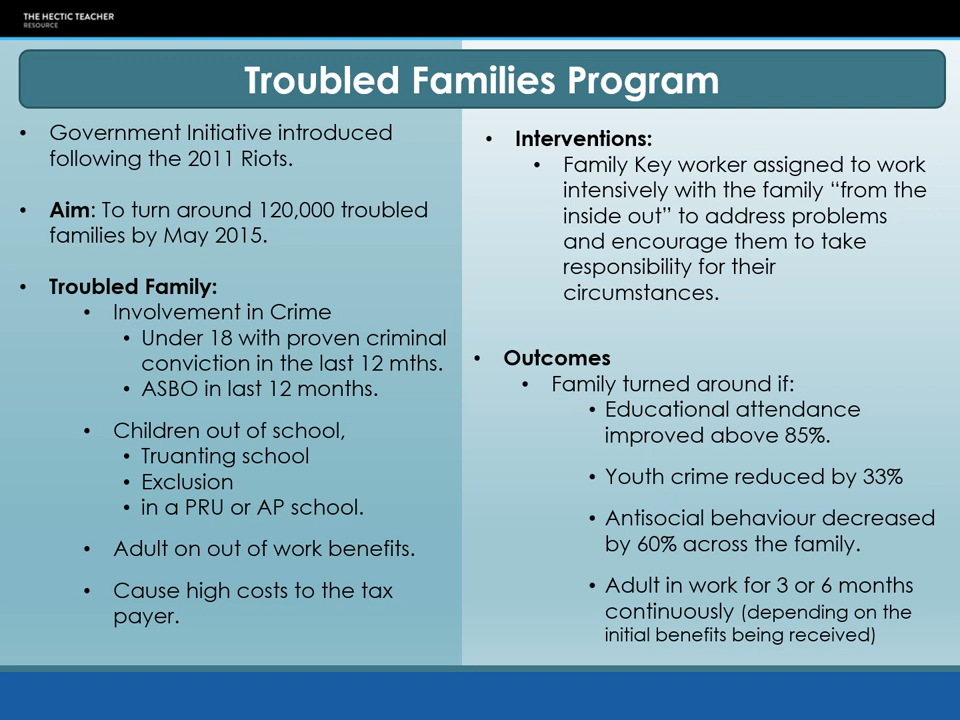 THE HECTIC TEACHER
RESOURCE
Troubled Families Program
• Government Initiative introduced
following the 2011 Riots.
• Aim: To turn around 120,000 troubled
families by May 2015.
• Troubled Family:
• Involvement in Crime
• Under 18 with proven criminal
conviction in the last 12 mths.
• ASBO in last 12 months.
• Children out of school,
• Truanting school
• Exclusion
• in a PRU or AP school.
• Adult on out of work benefits.
• Cause high costs to the tax
payer.
• Interventions:
• Family Key worker assigned to work
intensively with the family “from the
inside out” to address problems
and encourage them to take
responsibility for their
circumstances.
• Outcomes
• Family turned around if:
• Educational attendance
improved above 85%.
• Youth crime reduced by 33%
• Antisocial behaviour decreased
by 60% across the family.
• Adult in work for 3 or 6 months
continuously (depending on the
initial benefits being received)